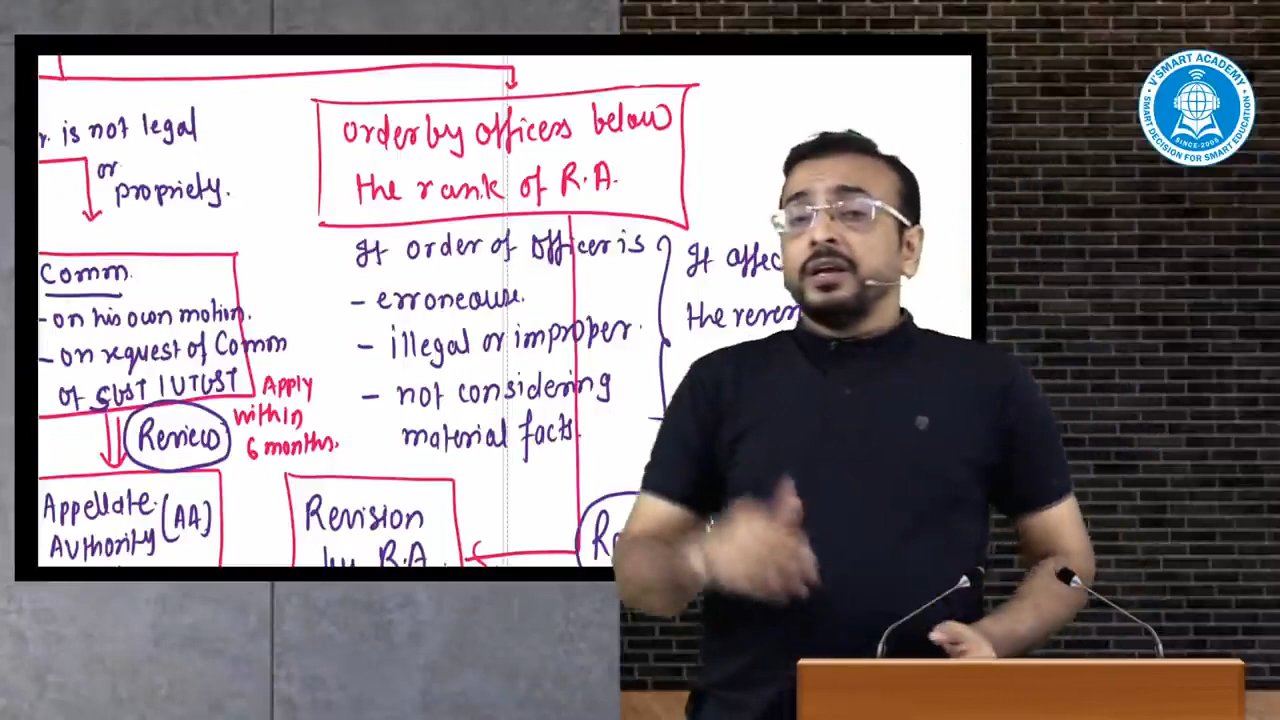 r. is not legal
or
propriety.
Comm.
- on his own motion.
- on request of Comm
of SGST / UTGST
Apply
within
6 months.
Review
Appellate
Authority (AA)
order by officers below
the rank of R.A.
If order of officer is
- erroneouse.
- illegal or improper.
- not considering
material facts.
It affec
the reven
Revision
by R.A.
V'SMART ACADEMY
SMART DECISION FOR SMART EDUCATION
SINCE-2005